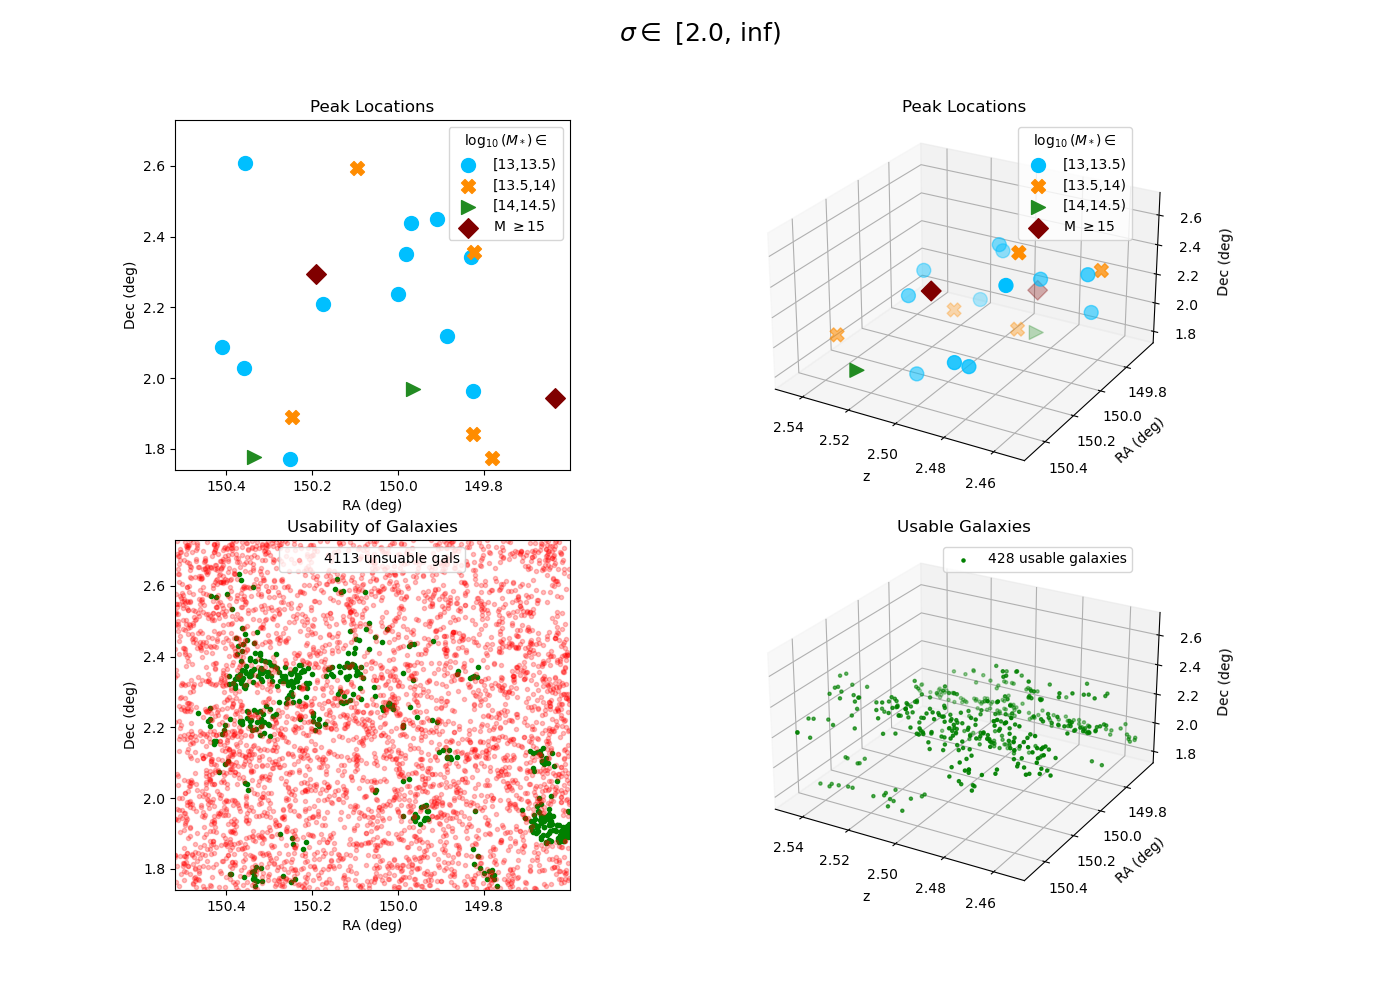 σ ∈ [2.0, inf)
Peak Locations
log₁₀(M*) ∈
[13,13.5)
[13.5,14)
[14,14.5)
M ≥15
2.6
2.4
2.2
2.0
1.8
Dec (deg)
150.4 150.2 150.0 149.8
RA (deg)
Peak Locations
log₁₀(M*) ∈
[13,13.5)
[13.5,14)
[14,14.5)
M ≥15
2.6
2.4
2.2
2.0
1.8
Dec (deg)
149.8
150.0
150.2
150.4
RA (deg)
2.54
2.52
2.50
2.48
2.46
z
Usability of Galaxies
4113 unsuable gals
2.6
2.4
2.2
2.0
1.8
Dec (deg)
150.4 150.2 150.0 149.8
RA (deg)
Usable Galaxies
428 usable galaxies
2.6
2.4
2.2
2.0
1.8
Dec (deg)
149.8
150.0
150.2
150.4
RA (deg)
2.54
2.52
2.50
2.48
2.46
z